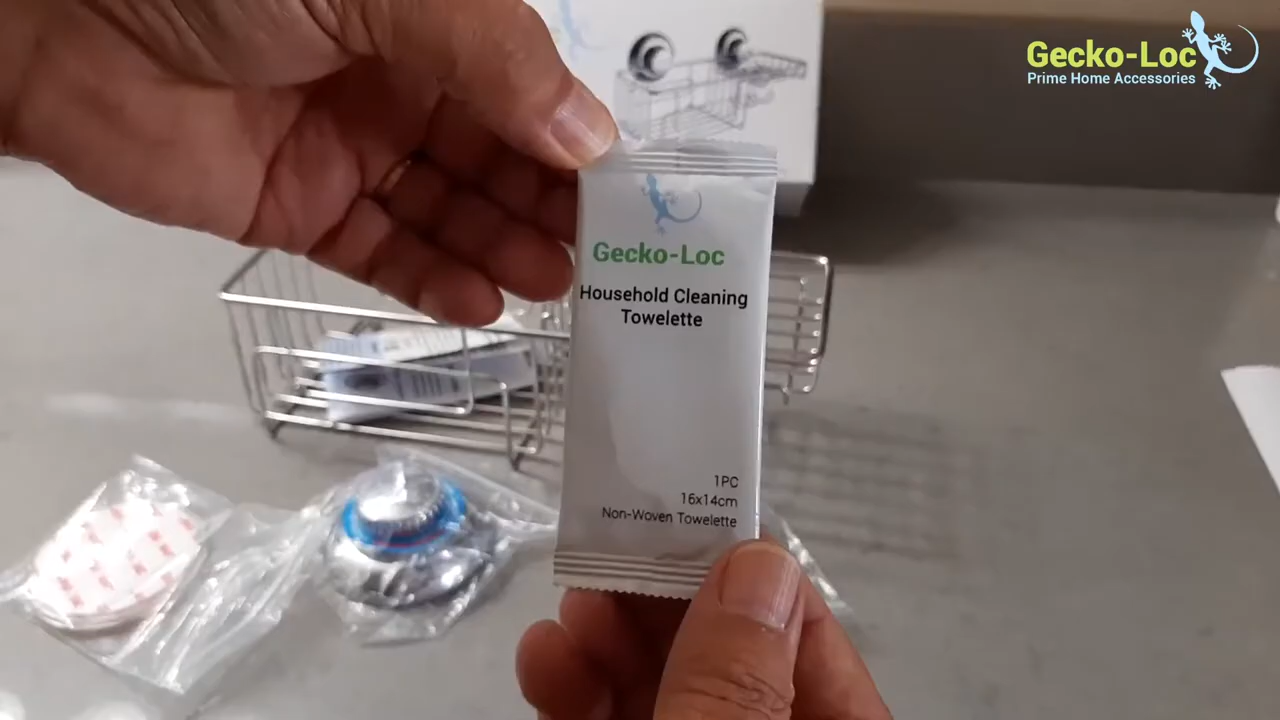 Gecko-Loc
Prime Home Accessories
Gecko-Loc
Household Cleaning
Towelette
1PC
16x14cm
Non-Woven Towelette